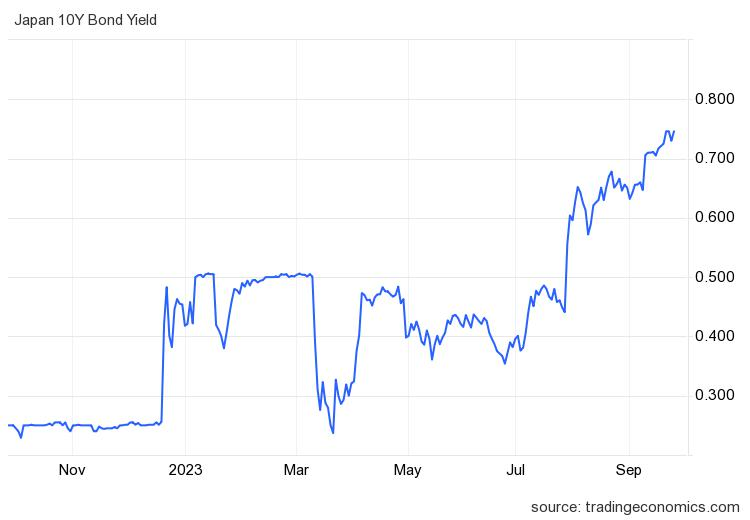 Japan 10Y Bond Yield
0.800
0.700
0.600
0.500
0.400
0.300
Nov 2023 Mar May Jul Sep
source: tradingeconomics.com